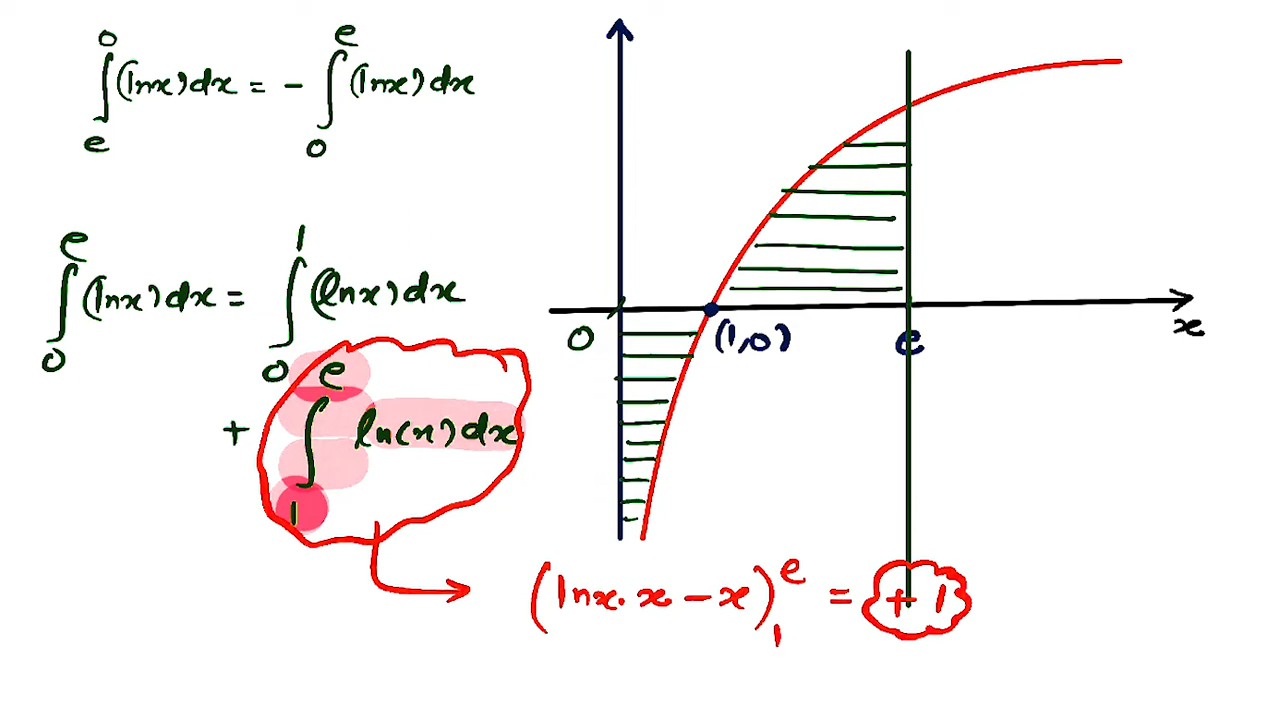 ∫ₑ⁰ (lnx) dx = - ∫₀ᵉ (lnx) dx
∫₀ᵉ (lnx) dx = ∫₀¹ (lnx) dx
+ ∫₁ᵉ ln(x) dx
0
(1,0)
e
x
(lnx. x - x)₁ᵉ = + 1